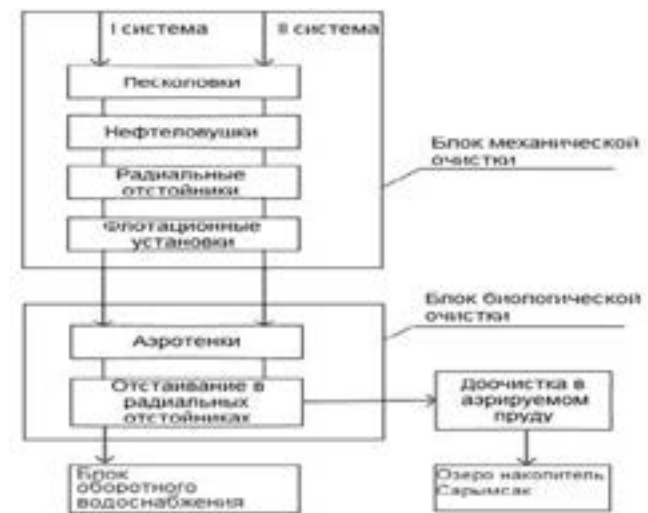 I система
II система
Песколовки
Нефтеловушки
Радиальные
отстойники
Флотационные
установки
Блок механической
очистки
Блок биологической
очистки
Аэротенки
Отстаивание в
радиальных
отстойниках
Доочистка в
аэрируемом
пруду
Блок
оборотного
водоснабжения
Озеро накопитель
Сарымсак